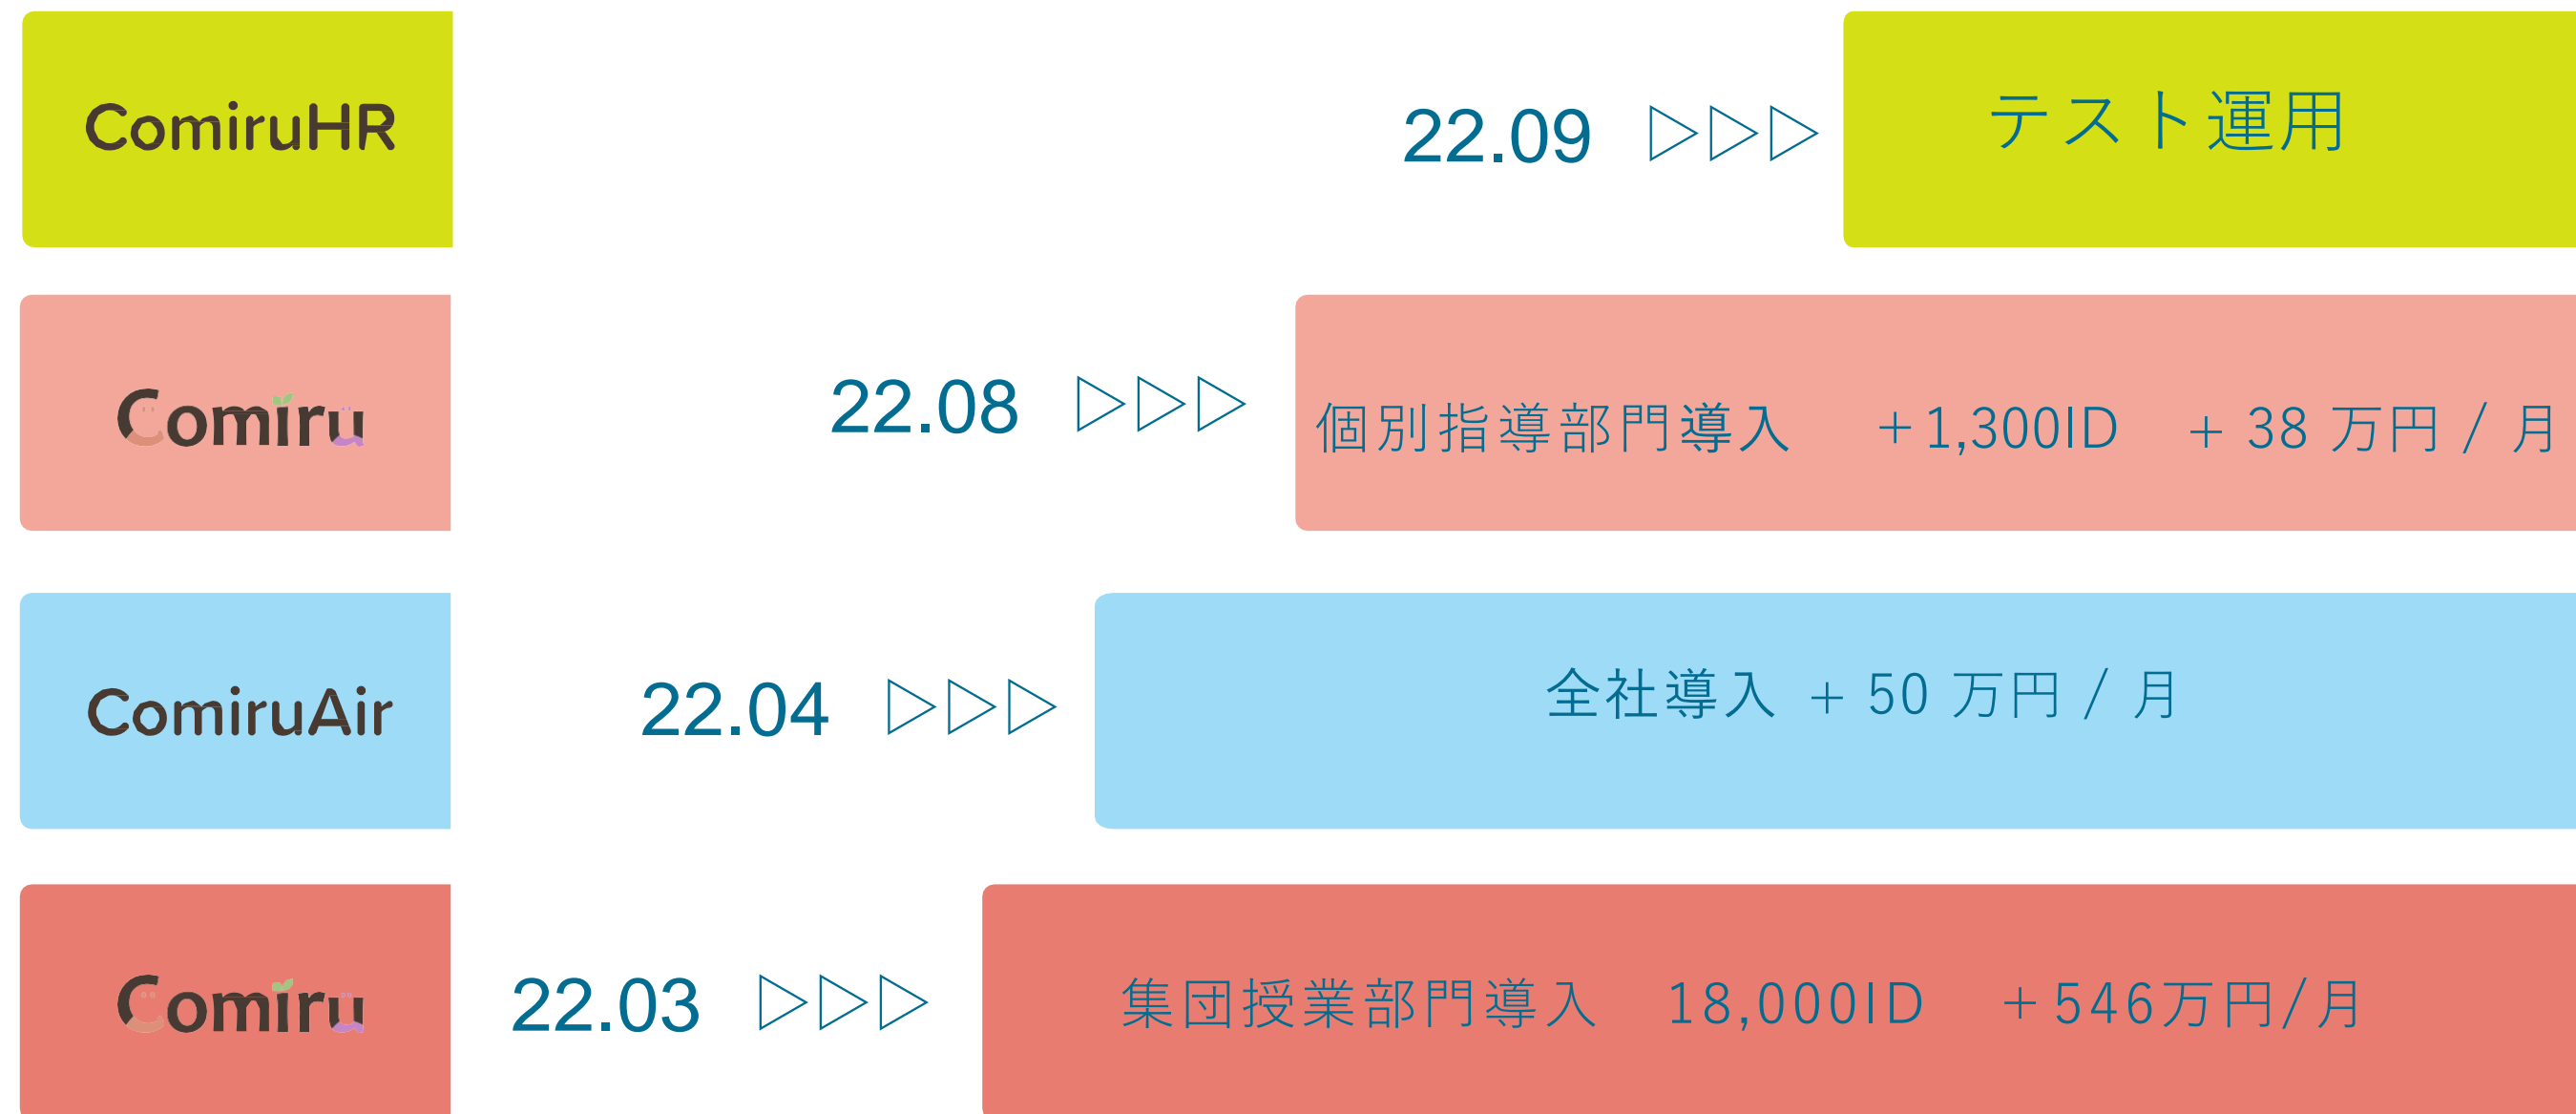 ComiruHR 22.09 ▷▷▷ テスト運用
Comiru 22.08 ▷▷▷ 個別指導部門導入 +1,300ID + 38 万円 / 月
ComiruAir 22.04 ▷▷▷ 全社導入 + 50 万円 / 月
Comiru 22.03 ▷▷▷ 集団授業部門導入 18,000ID +546万円/月